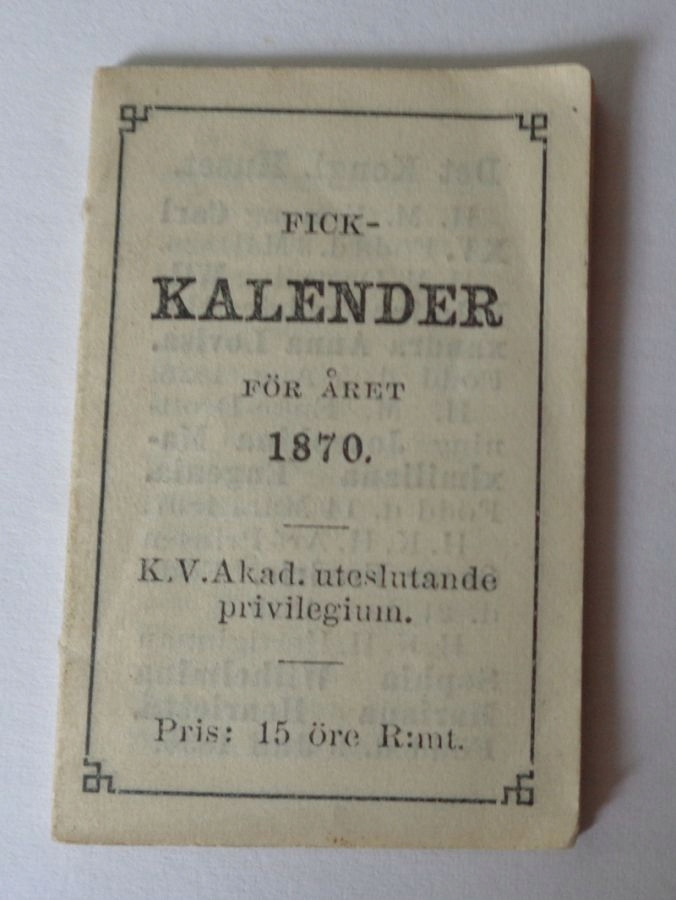 FICK-
KALENDER
FÖR ÅRET
1870.
K.V.Akad. uteslutande
privilegium.
Pris: 15 öre R:mt.